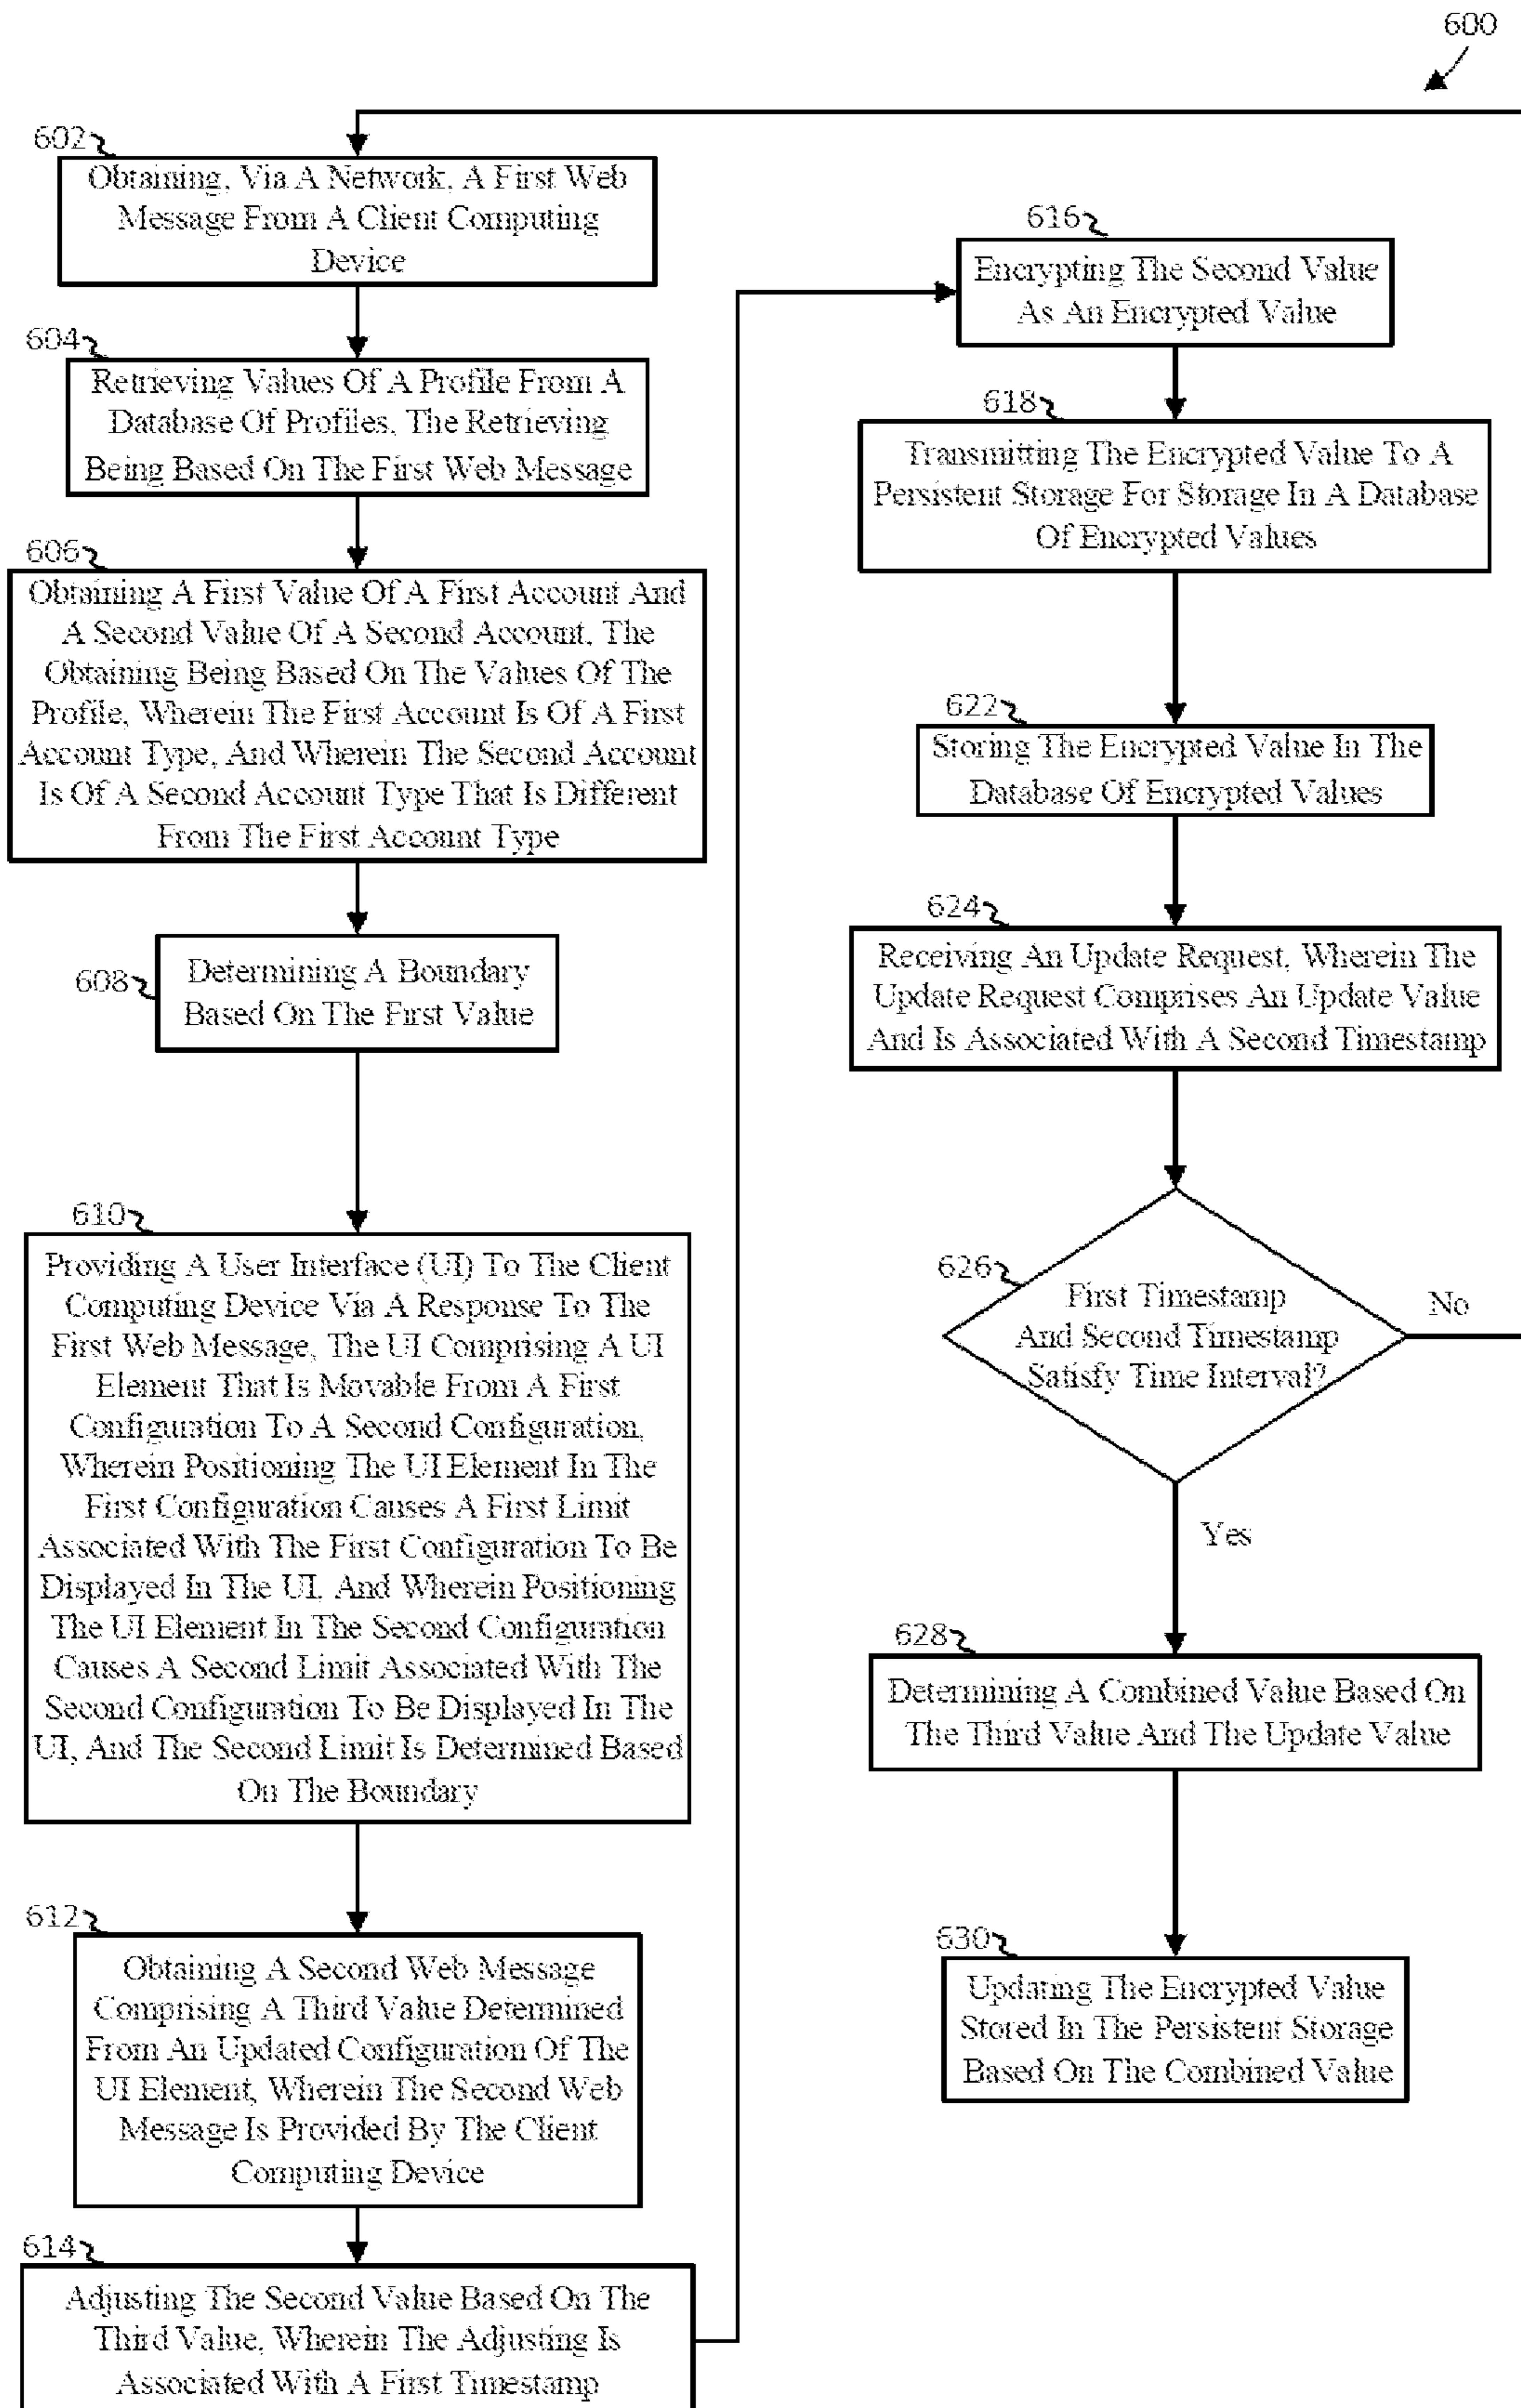 600
602
Obtaining, Via A Network, A First Web
Message From A Client Computing
Device
604
Retrieving Values Of A Profile From A
Database Of Profiles, The Retrieving
Being Based On The First Web Message
606
Obtaining A First Value Of A First Account And
A Second Value Of A Second Account, The
Obtaining Being Based On The Values Of The
Profile, Wherein The First Account Is Of A First
Account Type, And Wherein The Second Account
Is Of A Second Account Type That Is Different
From The First Account Type
608
Determining A Boundary
Based On The First Value
610
Providing A User Interface (UI) To The Client
Computing Device Via A Response To The
First Web Message, The UI Comprising A UI
Element That Is Movable From A First
Configuration To A Second Configuration,
Wherein Positioning The UI Element In The
First Configuration Causes A First Limit
Associated With The First Configuration To Be
Displayed In The UI, And Wherein Positioning
The UI Element In The Second Configuration
Causes A Second Limit Associated With The
Second Configuration To Be Displayed In The
UI, And The Second Limit Is Determined Based
On The Boundary
612
Obtaining A Second Web Message
Comprising A Third Value Determined
From An Updated Configuration Of The
UI Element, Wherein The Second Web
Message Is Provided By The Client
Computing Device
614
Adjusting The Second Value Based On The
Third Value, Wherein The Adjusting Is
Associated With A First Timestamp
616
Encrypting The Second Value
As An Encrypted Value
618
Transmitting The Encrypted Value To A
Persistent Storage For Storage In A Database
Of Encrypted Values
622
Storing The Encrypted Value In The
Database Of Encrypted Values
624
Receiving An Update Request, Wherein The
Update Request Comprises An Update Value
And Is Associated With A Second Timestamp
626
First Timestamp
And Second Timestamp
Satisfy Time Interval?
No
Yes
628
Determining A Combined Value Based On
The Third Value And The Update Value
630
Updating The Encrypted Value
Stored In The Persistent Storage
Based On The Combined Value